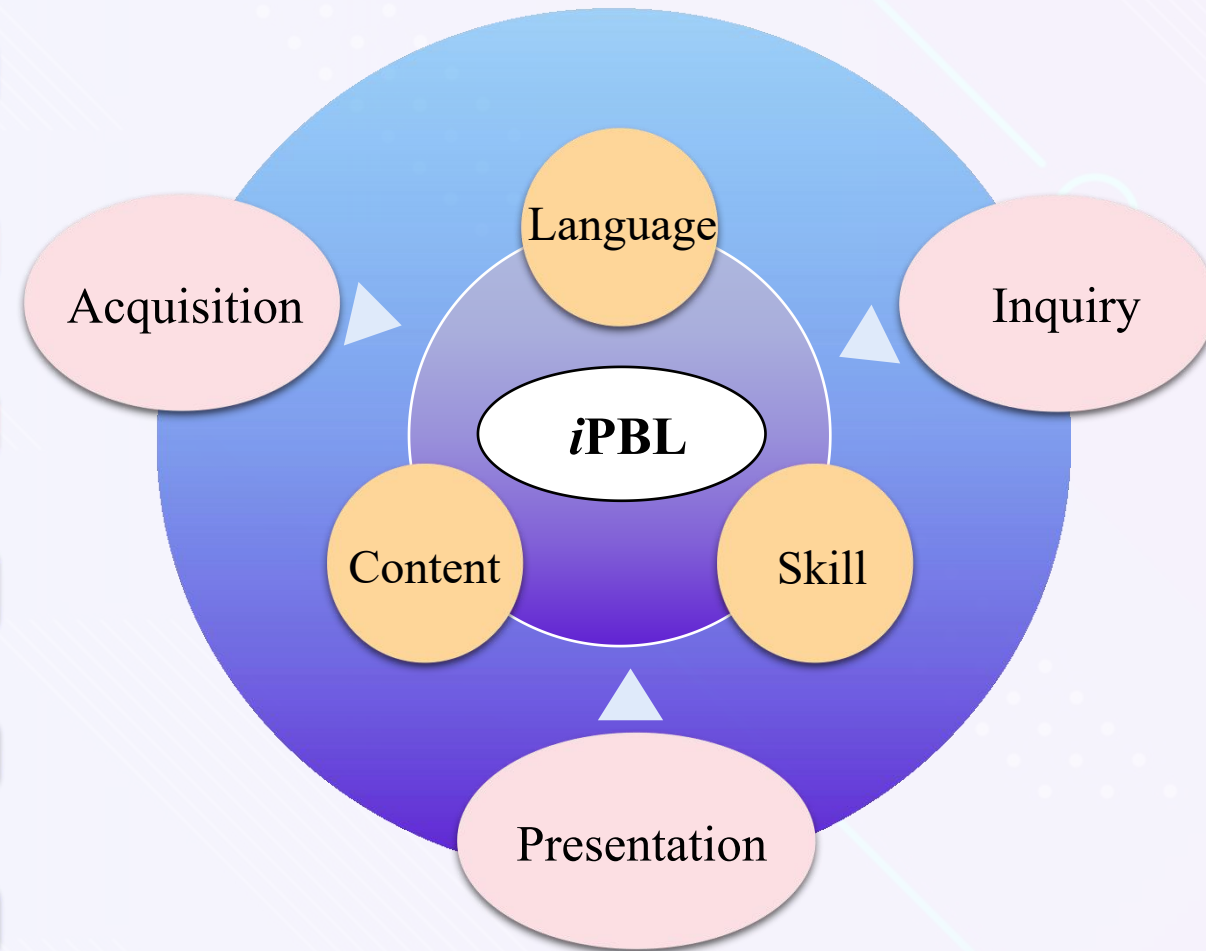 Language
Acquisition
Inquiry
iPBL
Content
Skill
Presentation